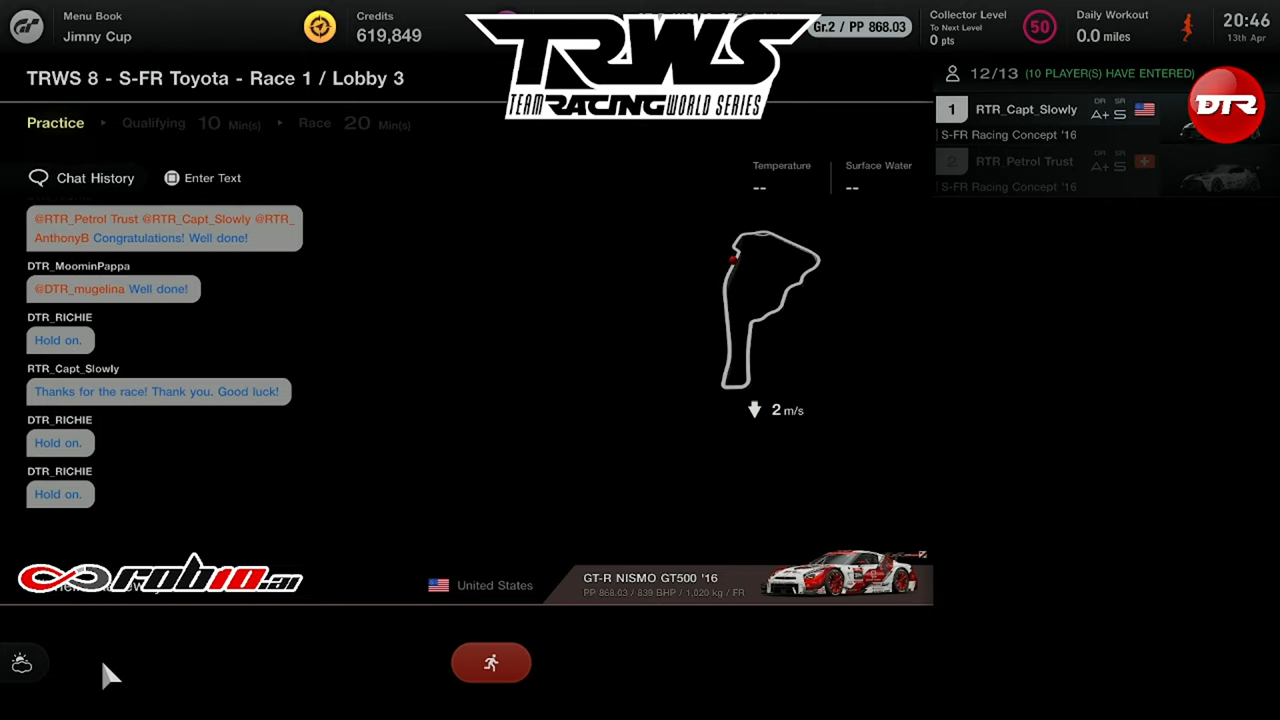 Menu Book
Jimny Cup
Credits
619,849
Gr.2 / PP 868.03
Collector Level
To Next Level
0 pts
50
Daily Workout
0.0 miles
20:46
13th Apr
TRWS
TEAM RACING WORLD SERIES
TRWS 8 - S-FR Toyota - Race 1 / Lobby 3
12/13 (10 PLAYER(S) HAVE ENTERED)
DTR
Practice
Qualifying 10 Min(s)
Race 20 Min(s)
1 RTR_Capt_Slowly DR A+ SR S
S-FR Racing Concept '16
2 RTR_Petrol Trust DR A+ SR S
S-FR Racing Concept '16
Temperature
--
Surface Water
--
Chat History
Enter Text
@RTR_Petrol Trust @RTR_Capt_Slowly @RTR_
AnthonyB Congratulations! Well done!
DTR_MoominPappa
@DTR_mugelina Well done!
DTR_RICHIE
Hold on.
RTR_Capt_Slowly
Thanks for the race! Thank you. Good luck!
DTR_RICHIE
Hold on.
DTR_RICHIE
Hold on.
2 m/s
United States
GT-R NISMO GT500 '16
PP 868.03 / 839 BHP / 1,020 kg / FR